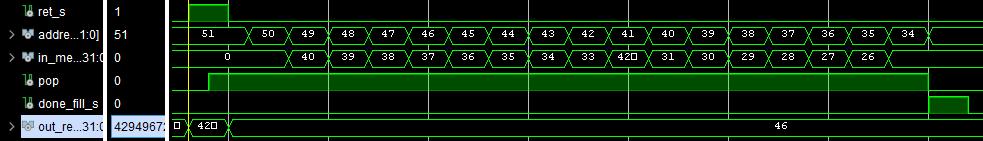 ret_s 1
addre...1:0] 51 51 50 49 48 47 46 45 44 43 42 41 40 39 38 37 36 35 34
in_me...31:0 0 0 40 39 38 37 36 35 34 33 42▯ 31 30 29 28 27 26
pop 0
done_fill_s 0
out_re...31:0 42949672 ▯ 42▯ 46